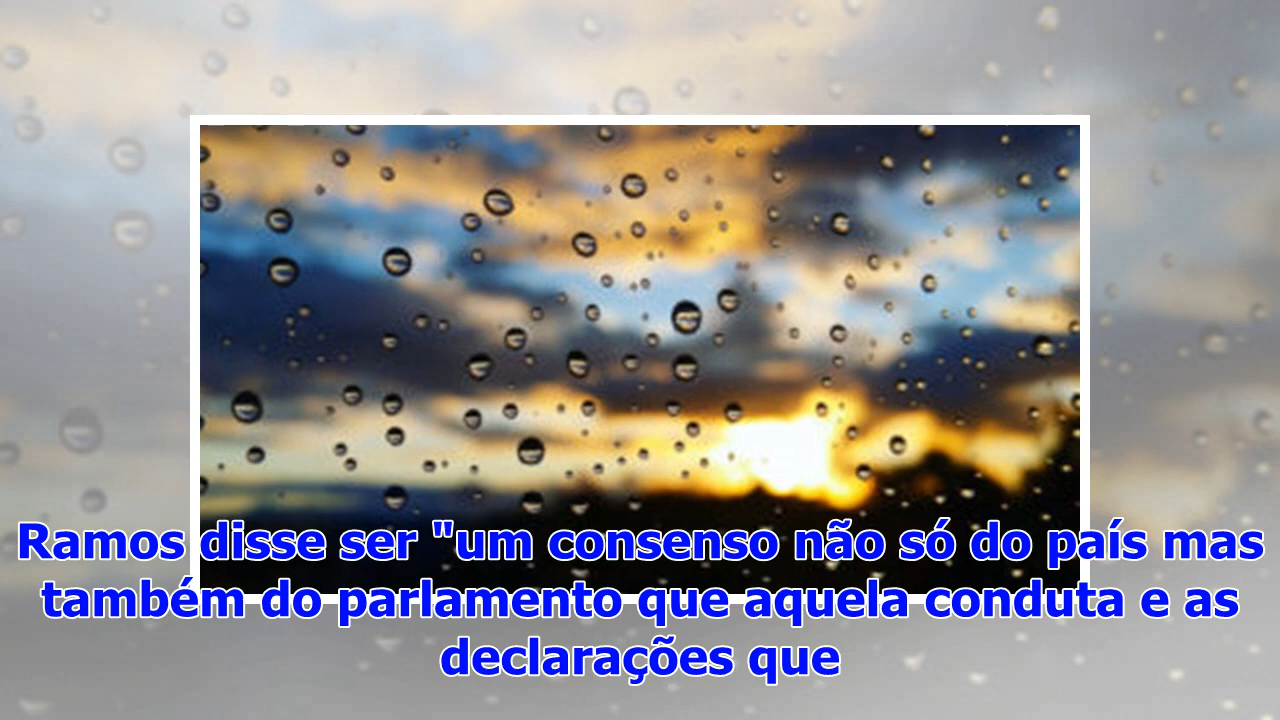 Ramos disse ser "um consenso não só do país mas
também do parlamento que aquela conduta e as
declarações que